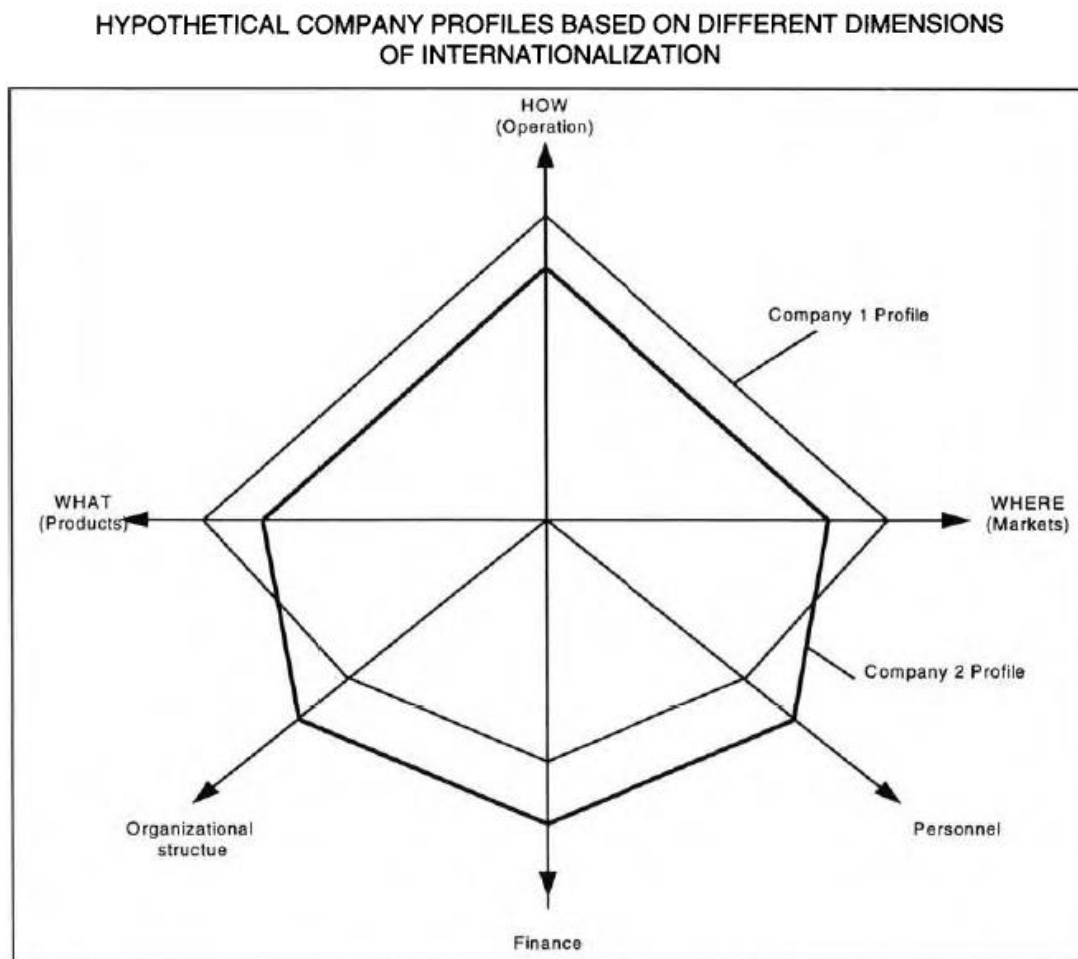 HYPOTHETICAL COMPANY PROFILES BASED ON DIFFERENT DIMENSIONS
OF INTERNATIONALIZATION
HOW
(Operation)
Company 1 Profile
WHAT
(Products)
WHERE
(Markets)
Company 2 Profile
Organizational
structue
Personnel
Finance